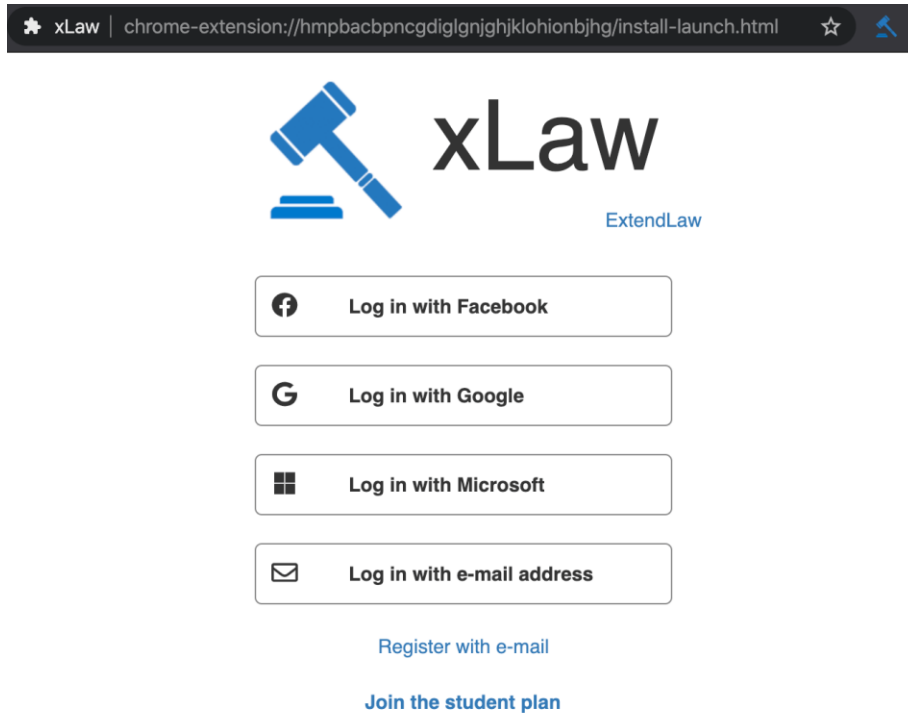 xLaw | chrome-extension://hmpbacbpncgdiglgnjghjklohionbjhg/install-launch.html
xLaw
ExtendLaw
Log in with Facebook
Log in with Google
Log in with Microsoft
Log in with e-mail address
Register with e-mail
Join the student plan